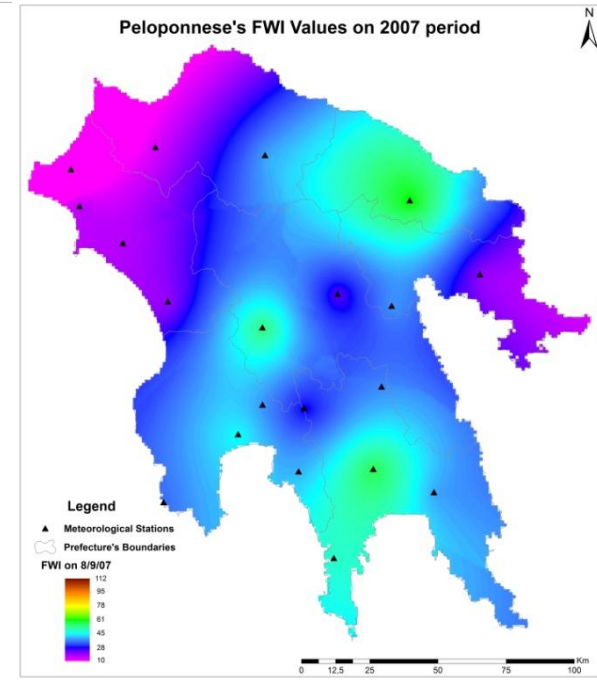 Peloponnese's FWI Values on 2007 period
N
Legend
Meteorological Stations
Prefecture's Boundaries
FWI on 8/9/07
112
95
78
61
45
28
10
Km
0 12,5 25 50 75 100